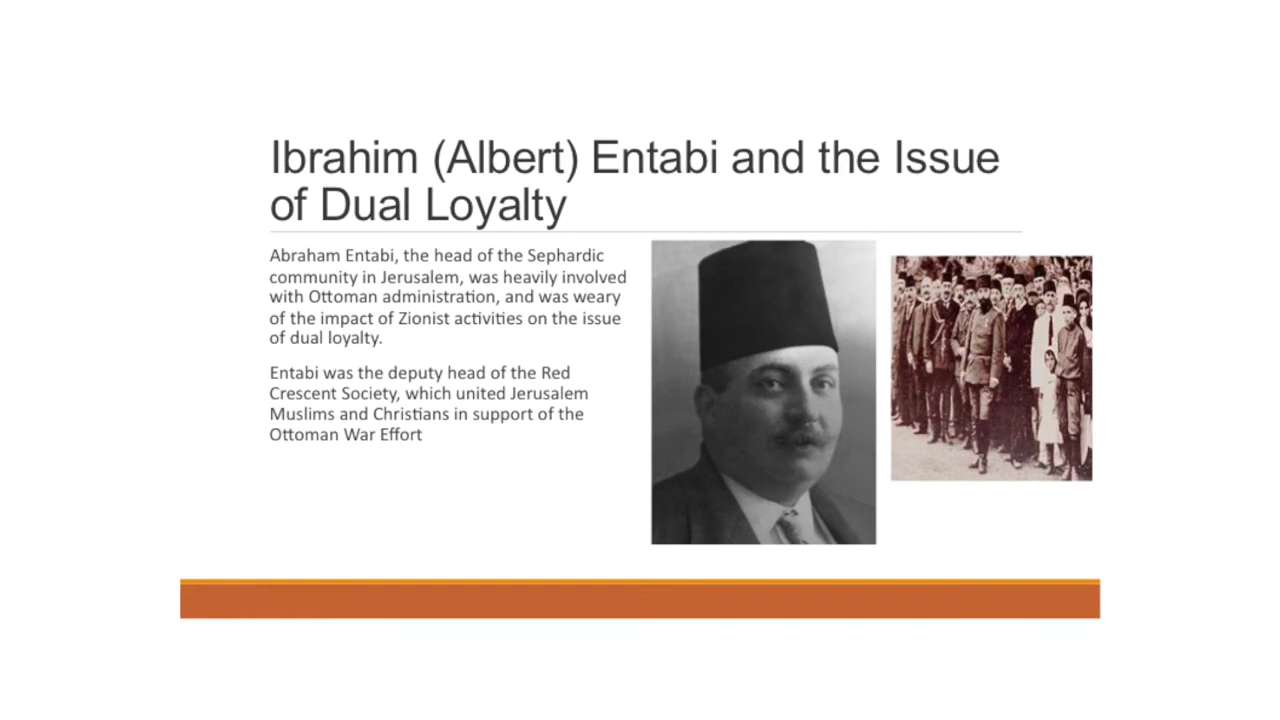 Ibrahim (Albert) Entabi and the Issue
of Dual Loyalty
Abraham Entabi, the head of the Sephardic
community in Jerusalem, was heavily involved
with Ottoman administration, and was weary
of the impact of Zionist activities on the issue
of dual loyalty.
Entabi was the deputy head of the Red
Crescent Society, which united Jerusalem
Muslims and Christians in support of the
Ottoman War Effort